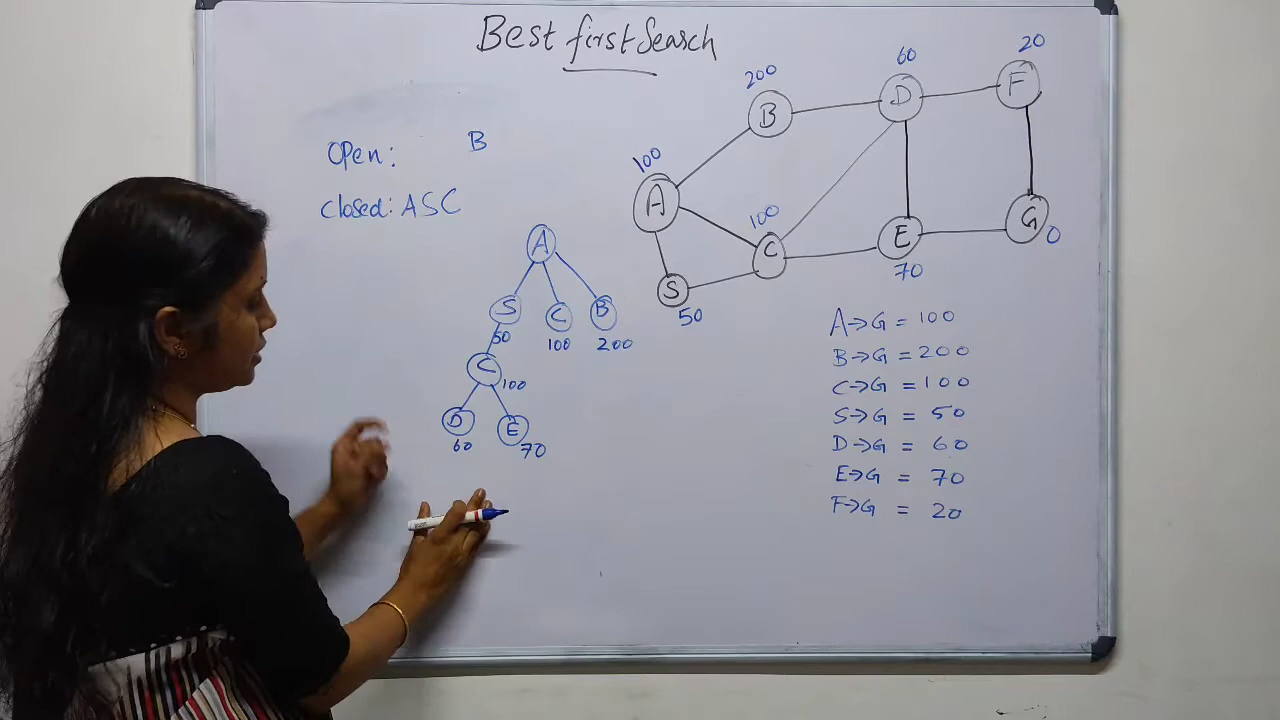 Best first Search
Open: B
Closed: A S C
A
S
C
B
50
100
200
C
100
D
E
60
70
200
B
60
D
20
F
100
A
100
C
S
50
E
70
G
0
A→G = 100
B→G = 200
C→G = 100
S→G = 50
D→G = 60
E→G = 70
F→G = 20